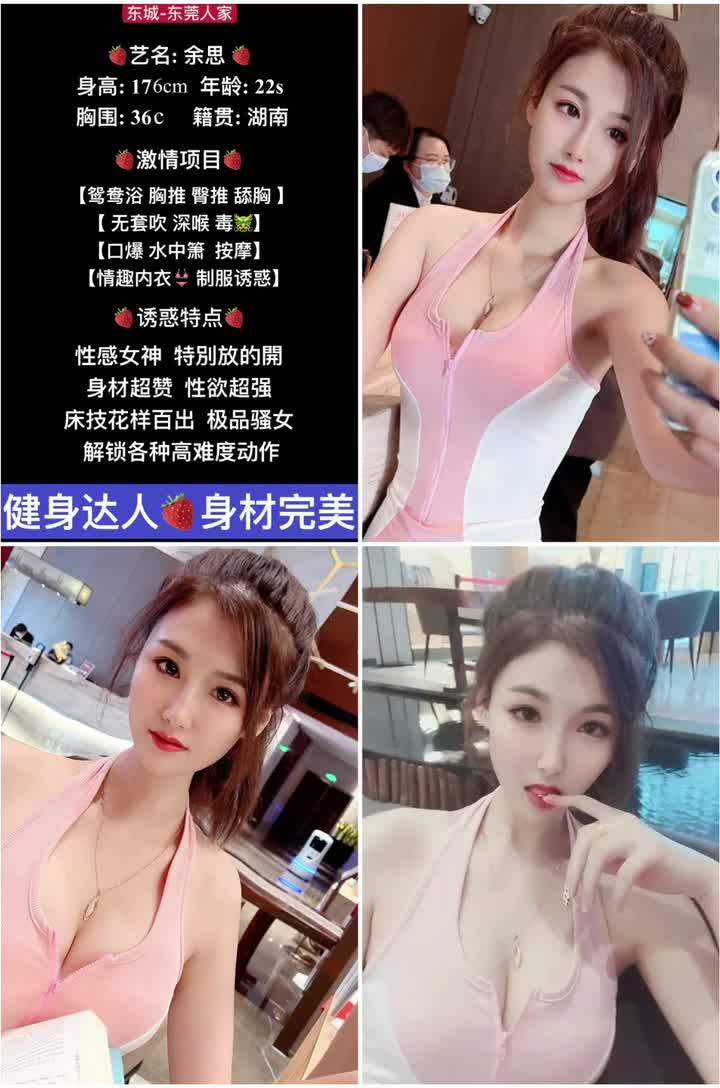 东城-东莞人家
🍓艺名: 余思🍓
身高: 176cm 年龄: 22s
胸围: 36c 籍贯: 湖南
🍓激情项目🍓
【鸳鸯浴 胸推 臀推 舔胸 】
【 无套吹 深喉 毒🐲】
【口爆 水中箫 按摩】
【情趣内衣👙 制服诱惑】
🍓诱惑特点🍓
性感女神 特別放的開
身材超赞 性欲超强
床技花样百出 极品骚女
解锁各种高难度动作
健身达人🍓身材完美